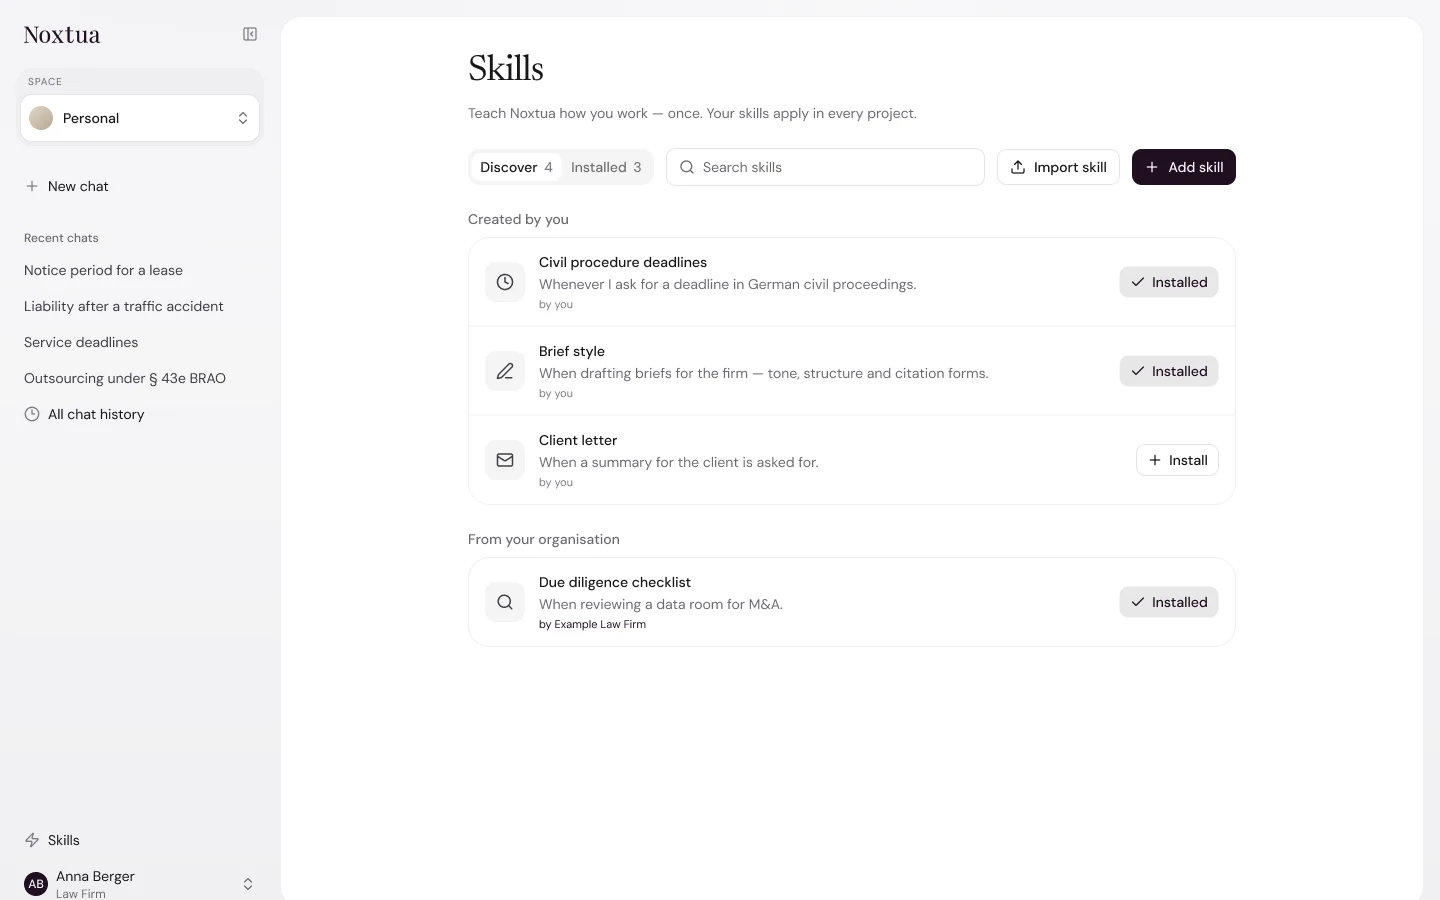 Noxtua
SPACE
Personal
New chat
Recent chats
Notice period for a lease
Liability after a traffic accident
Service deadlines
Outsourcing under § 43e BRAO
All chat history
Skills
AB
Anna Berger
Law Firm
Skills
Teach Noxtua how you work — once. Your skills apply in every project.
Discover 4
Installed 3
Search skills
Import skill
Add skill
Created by you
Civil procedure deadlines
Whenever I ask for a deadline in German civil proceedings.
by you
Installed
Brief style
When drafting briefs for the firm — tone, structure and citation forms.
by you
Installed
Client letter
When a summary for the client is asked for.
by you
Install
From your organisation
Due diligence checklist
When reviewing a data room for M&A.
by Example Law Firm
Installed